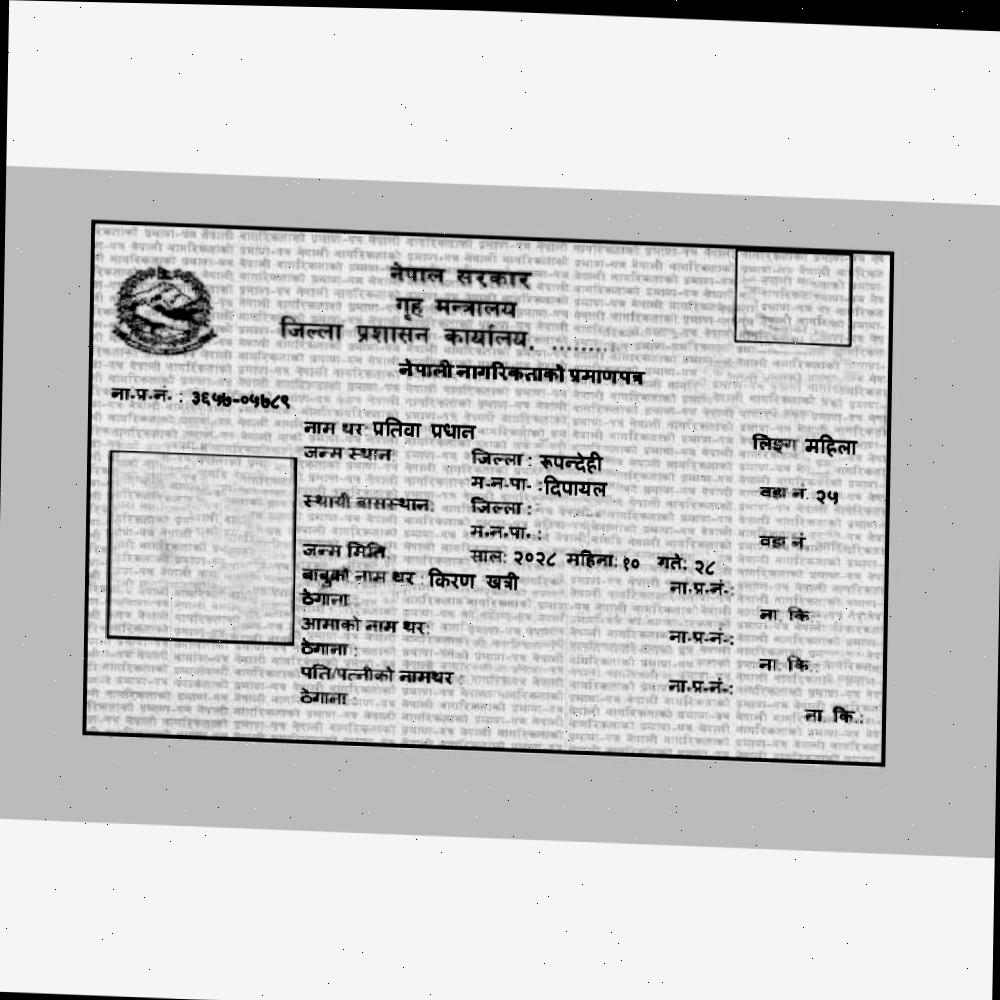 नेपाल सरकार
गृह मन्त्रालय
जिल्ला प्रशासन कार्यालय, .........
नेपाली नागरिकताको प्रमाणपत्र
ना.प्र.नं. : ३६५७-०५७८९
नाम थर: प्रतिवा प्रधान लिङ्ग महिला
जन्म स्थान: जिल्ला : रूपन्देही
म.न.पा. :दिपायल वडा नं. २५
स्थायी बासस्थान: जिल्ला :
म.न.पा. : वडा नं.
जन्म मिति: साल: २०२८ महिना: १० गते: २८
बाबुको नाम थर : किरण खत्री ना.प्र.नं.:
ठेगाना : ना. कि.:
आमाको नाम थर: ना.प्र.नं.:
ठेगाना : ना. कि.:
पति/पत्नीको नामथर : ना.प्र.नं.:
ठेगाना : ना. कि.: